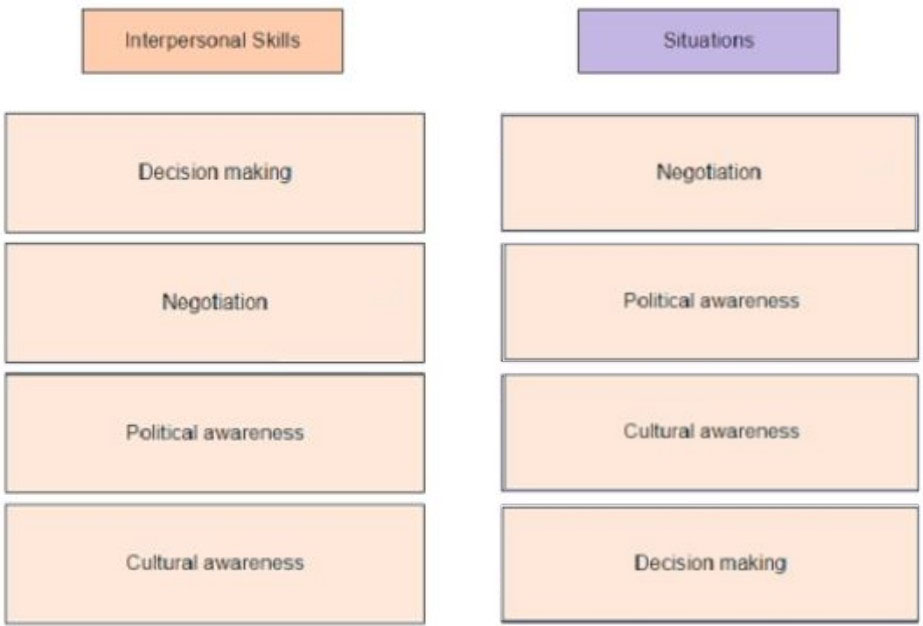 Interpersonal Skills
Situations
Decision making
Negotiation
Negotiation
Political awareness
Political awareness
Cultural awareness
Cultural awareness
Decision making